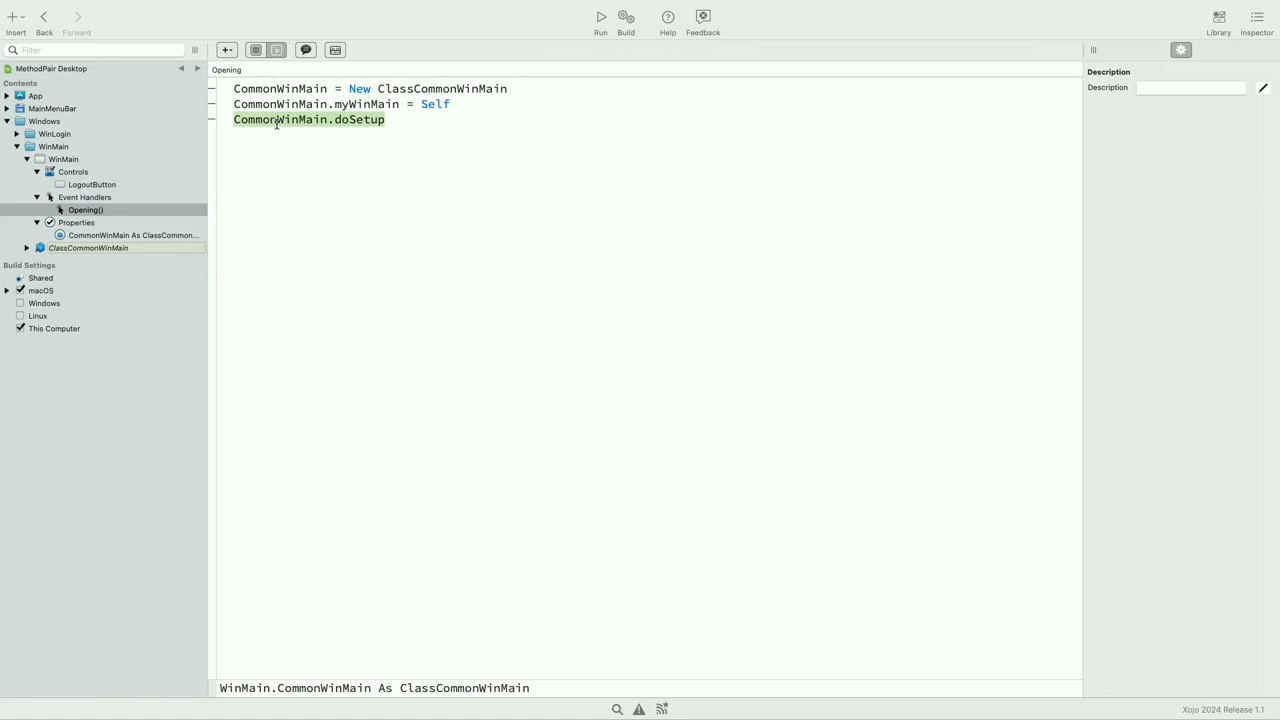 Insert
Back
Forward
Run
Build
Help
Feedback
Library
Inspector
Filter
MethodPair Desktop
Contents
App
MainMenuBar
Windows
WinLogin
WinMain
WinMain
Controls
LogoutButton
Event Handlers
Opening()
Properties
CommonWinMain As ClassCommon...
ClassCommonWinMain
Build Settings
Shared
macOS
Windows
Linux
This Computer
Opening
CommonWinMain = New ClassCommonWinMain
CommonWinMain.myWinMain = Self
CommonWinMain.doSetup
WinMain.CommonWinMain As ClassCommonWinMain
Description
Description
Xojo 2024 Release 1.1